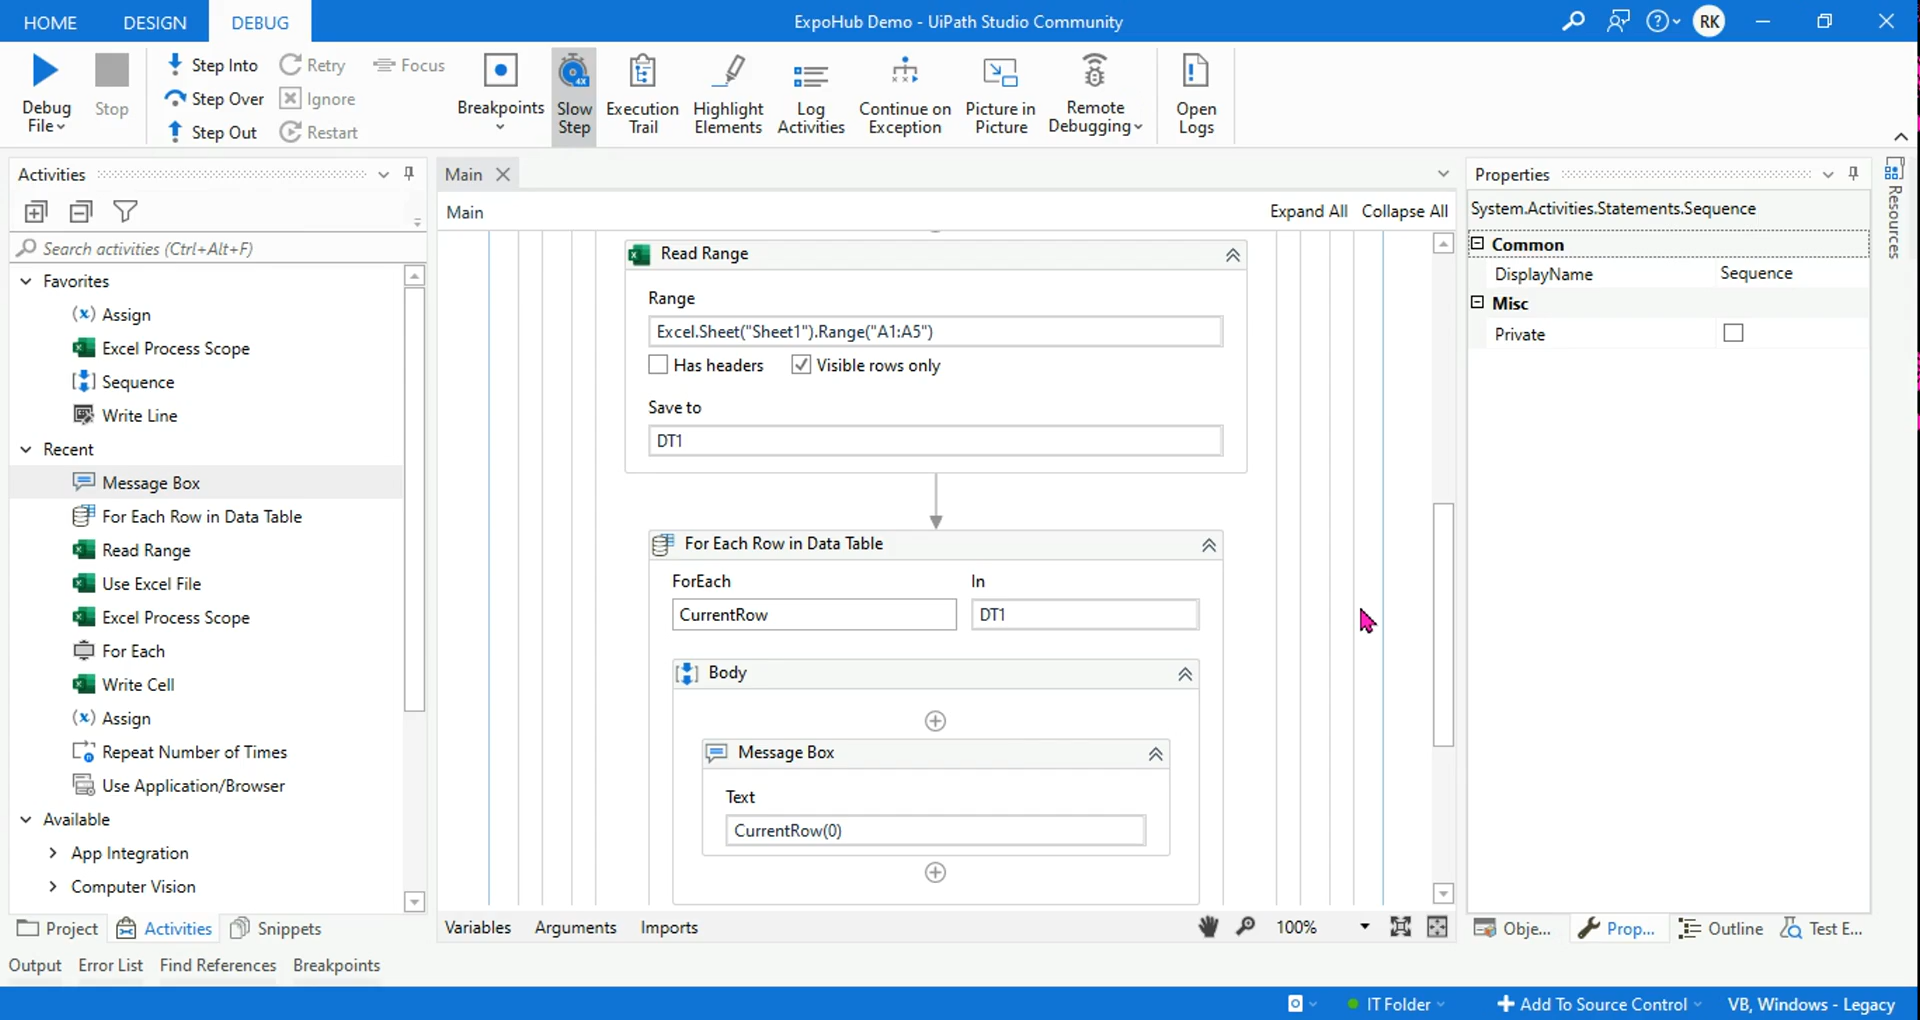 HOME DESIGN DEBUG ExpoHub Demo - UiPath Studio Community RK
Debug File
Stop
Step Into
Step Over
Step Out
Retry
Ignore
Restart
Focus
Breakpoints
Slow Step
4X
Execution Trail
Highlight Elements
Log Activities
Continue on Exception
Picture in Picture
Remote Debugging
Open Logs
Activities
Search activities (Ctrl+Alt+F)
Favorites
Assign
Excel Process Scope
Sequence
Write Line
Recent
Message Box
For Each Row in Data Table
Read Range
Use Excel File
Excel Process Scope
For Each
Write Cell
Assign
Repeat Number of Times
Use Application/Browser
Available
App Integration
Computer Vision
Project Activities Snippets
Main
Main Expand All Collapse All
Read Range
Range
Excel.Sheet("Sheet1").Range("A1:A5")
Has headers Visible rows only
Save to
DT1
For Each Row in Data Table
ForEach In
CurrentRow DT1
Body
Message Box
Text
CurrentRow(0)
Variables Arguments Imports 100%
Properties
System.Activities.Statements.Sequence
Common
DisplayName Sequence
Misc
Private
Resources
Obje... Prop... Outline Test E...
Output Error List Find References Breakpoints
IT Folder Add To Source Control VB, Windows - Legacy